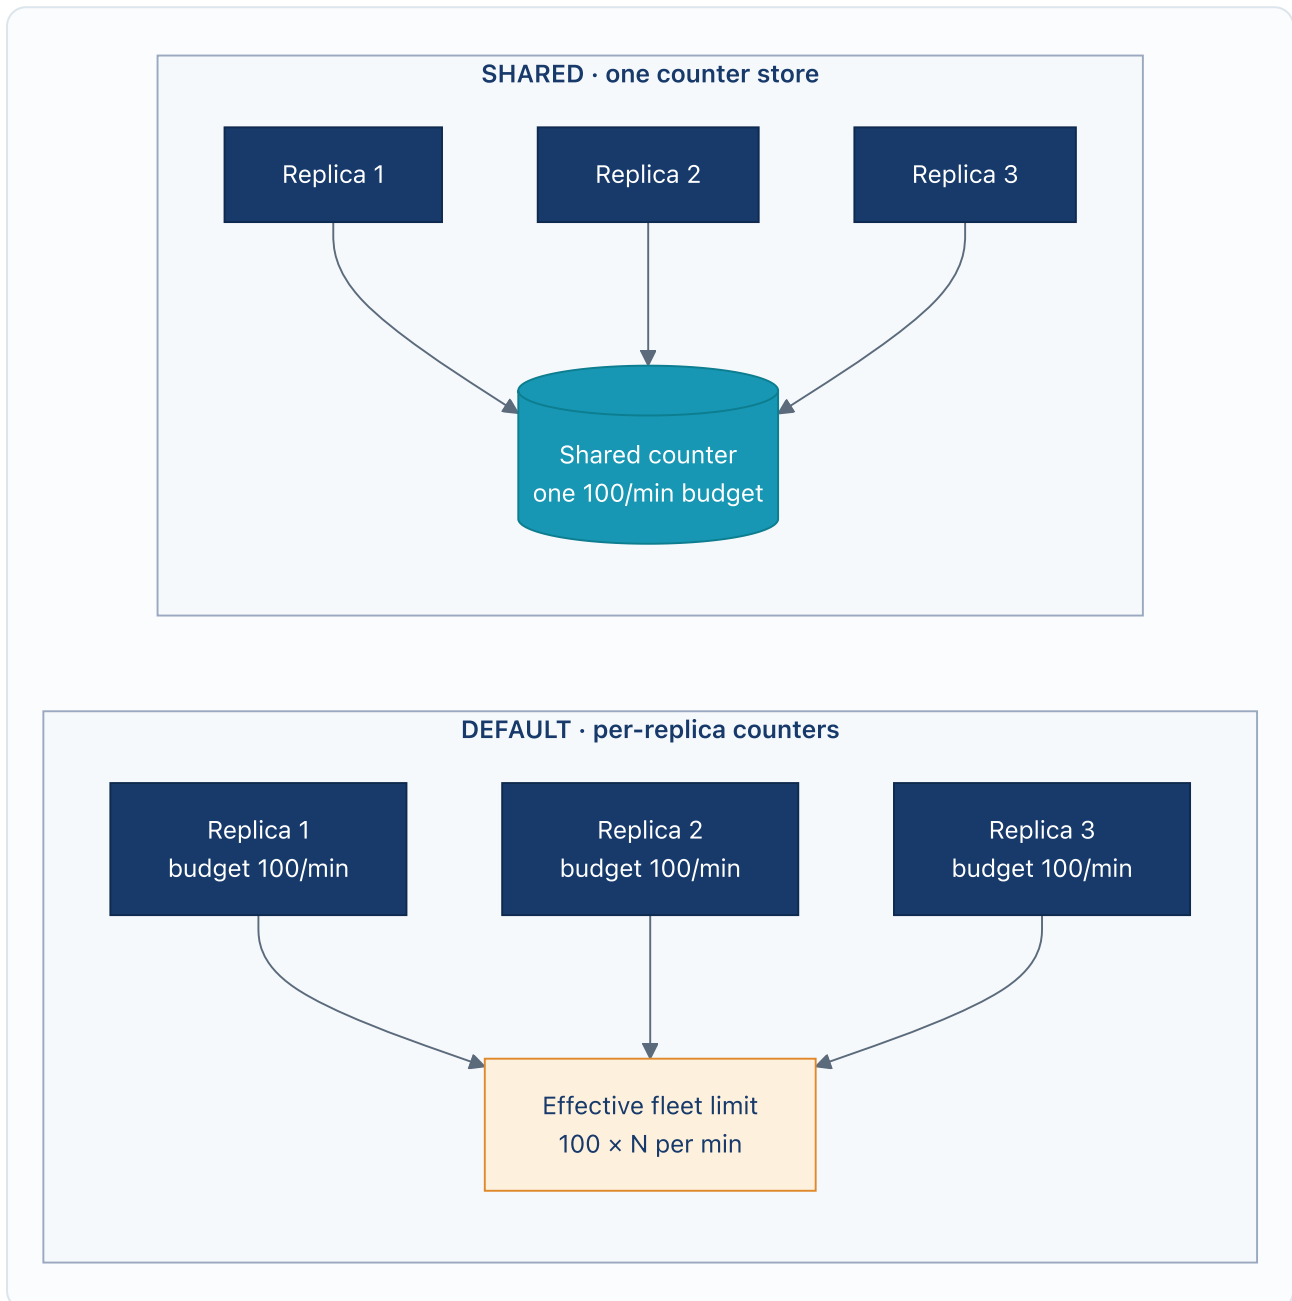 SHARED · one counter store
Replica 1
Replica 2
Replica 3
Shared counter
one 100/min budget
DEFAULT · per-replica counters
Replica 1
budget 100/min
Replica 2
budget 100/min
Replica 3
budget 100/min
Effective fleet limit
100 × N per min